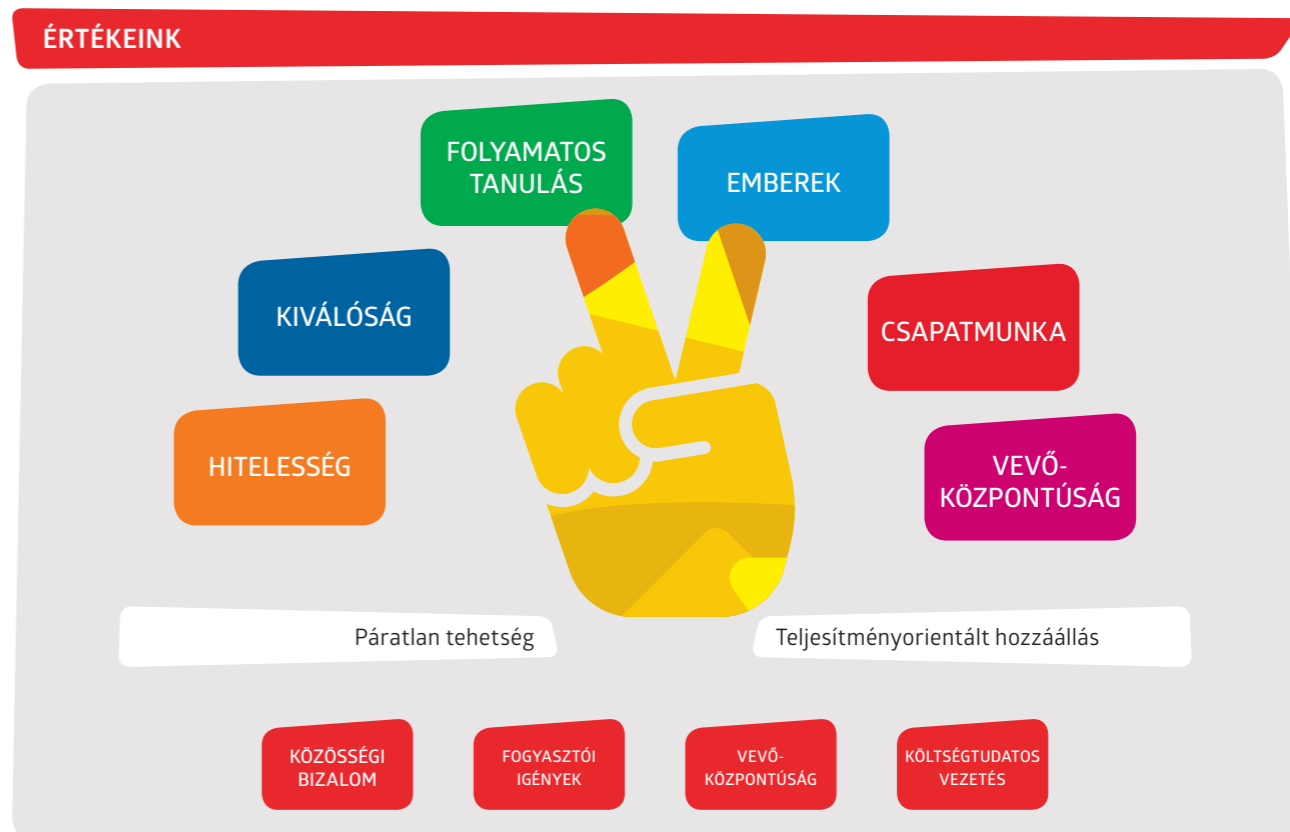 ÉRTÉKEINK
FOLYAMATOS
TANULÁS
EMBEREK
KIVÁLÓSÁG
CSAPATMUNKA
HITELESSÉG
VEVŐ-
KÖZPONTÚSÁG
Páratlan tehetség
Teljesítményorientált hozzáállás
KÖZÖSSÉGI
BIZALOM
FOGYASZTÓI
IGÉNYEK
VEVŐ-
KÖZPONTÚSÁG
KÖLTSÉGTUDATOS
VEZETÉS